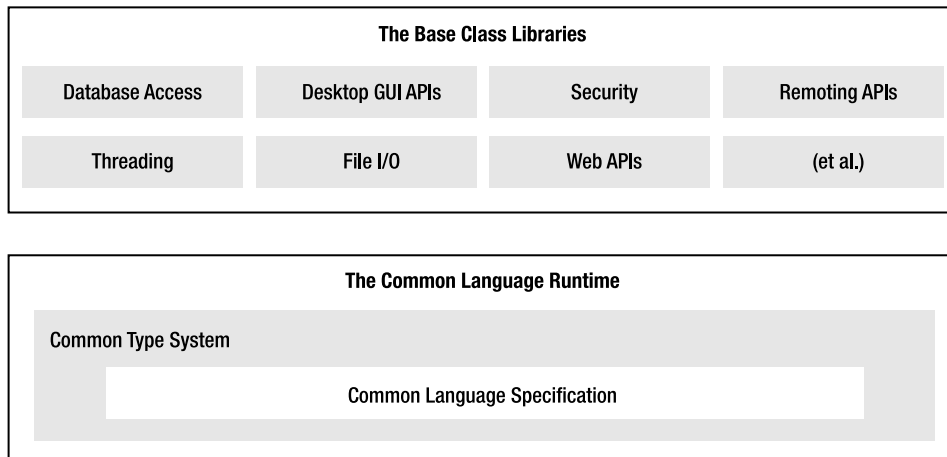 The Base Class Libraries
Database Access
Desktop GUI APIs
Security
Remoting APIs
Threading
File I/O
Web APIs
(et al.)
The Common Language Runtime
Common Type System
Common Language Specification